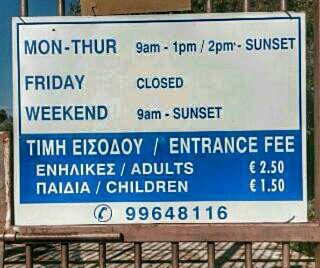 MON-THUR 9am - 1pm / 2pm - SUNSET
FRIDAY CLOSED
WEEKEND 9am - SUNSET
ΤΙΜΗ ΕΙΣΟΔΟΥ / ENTRANCE FEE
ΕΝΗΛΙΚΕΣ / ADULTS € 2.50
ΠΑΙΔΙΑ / CHILDREN € 1.50
✆ 99648116